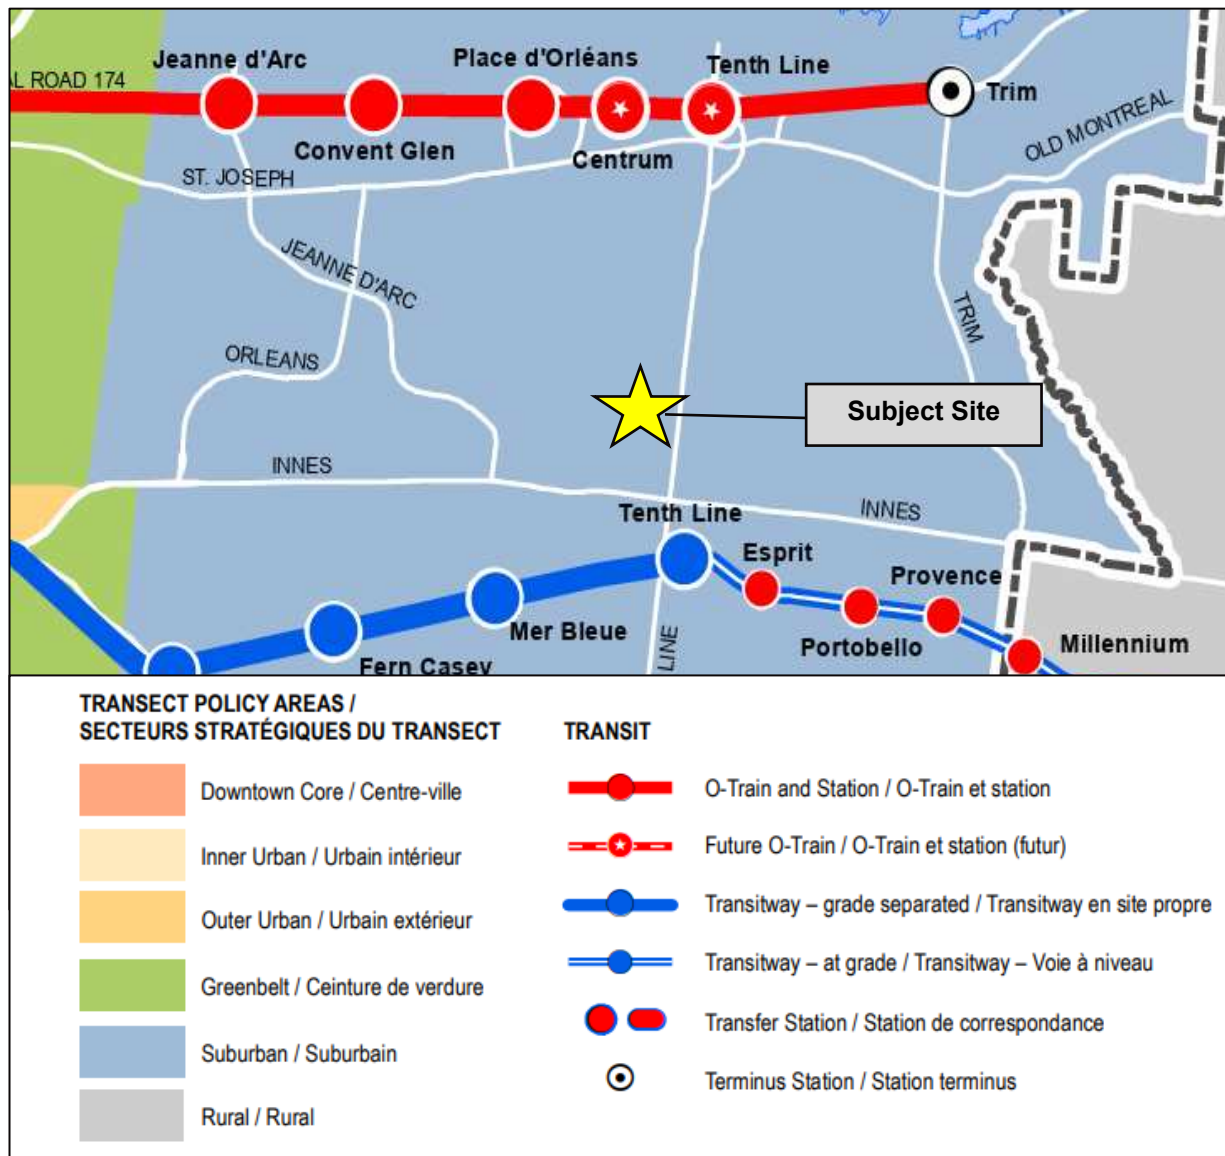 Jeanne d'Arc
Place d'Orléans
Tenth Line
AL ROAD 174
Trim
Convent Glen
Centrum
OLD MONTREAL
ST. JOSEPH
JEANNE D'ARC
TRIM
ORLEANS
Subject Site
INNES
INNES
Tenth Line
Esprit
Provence
Mer Bleue
LINE
Portobello
Millennium
Fern Casey
TRANSECT POLICY AREAS /
SECTEURS STRATÉGIQUES DU TRANSECT
Downtown Core / Centre-ville
Inner Urban / Urbain intérieur
Outer Urban / Urbain extérieur
Greenbelt / Ceinture de verdure
Suburban / Suburbain
Rural / Rural
TRANSIT
O-Train and Station / O-Train et station
Future O-Train / O-Train et station (futur)
Transitway – grade separated / Transitway en site propre
Transitway – at grade / Transitway – Voie à niveau
Transfer Station / Station de correspondance
Terminus Station / Station terminus